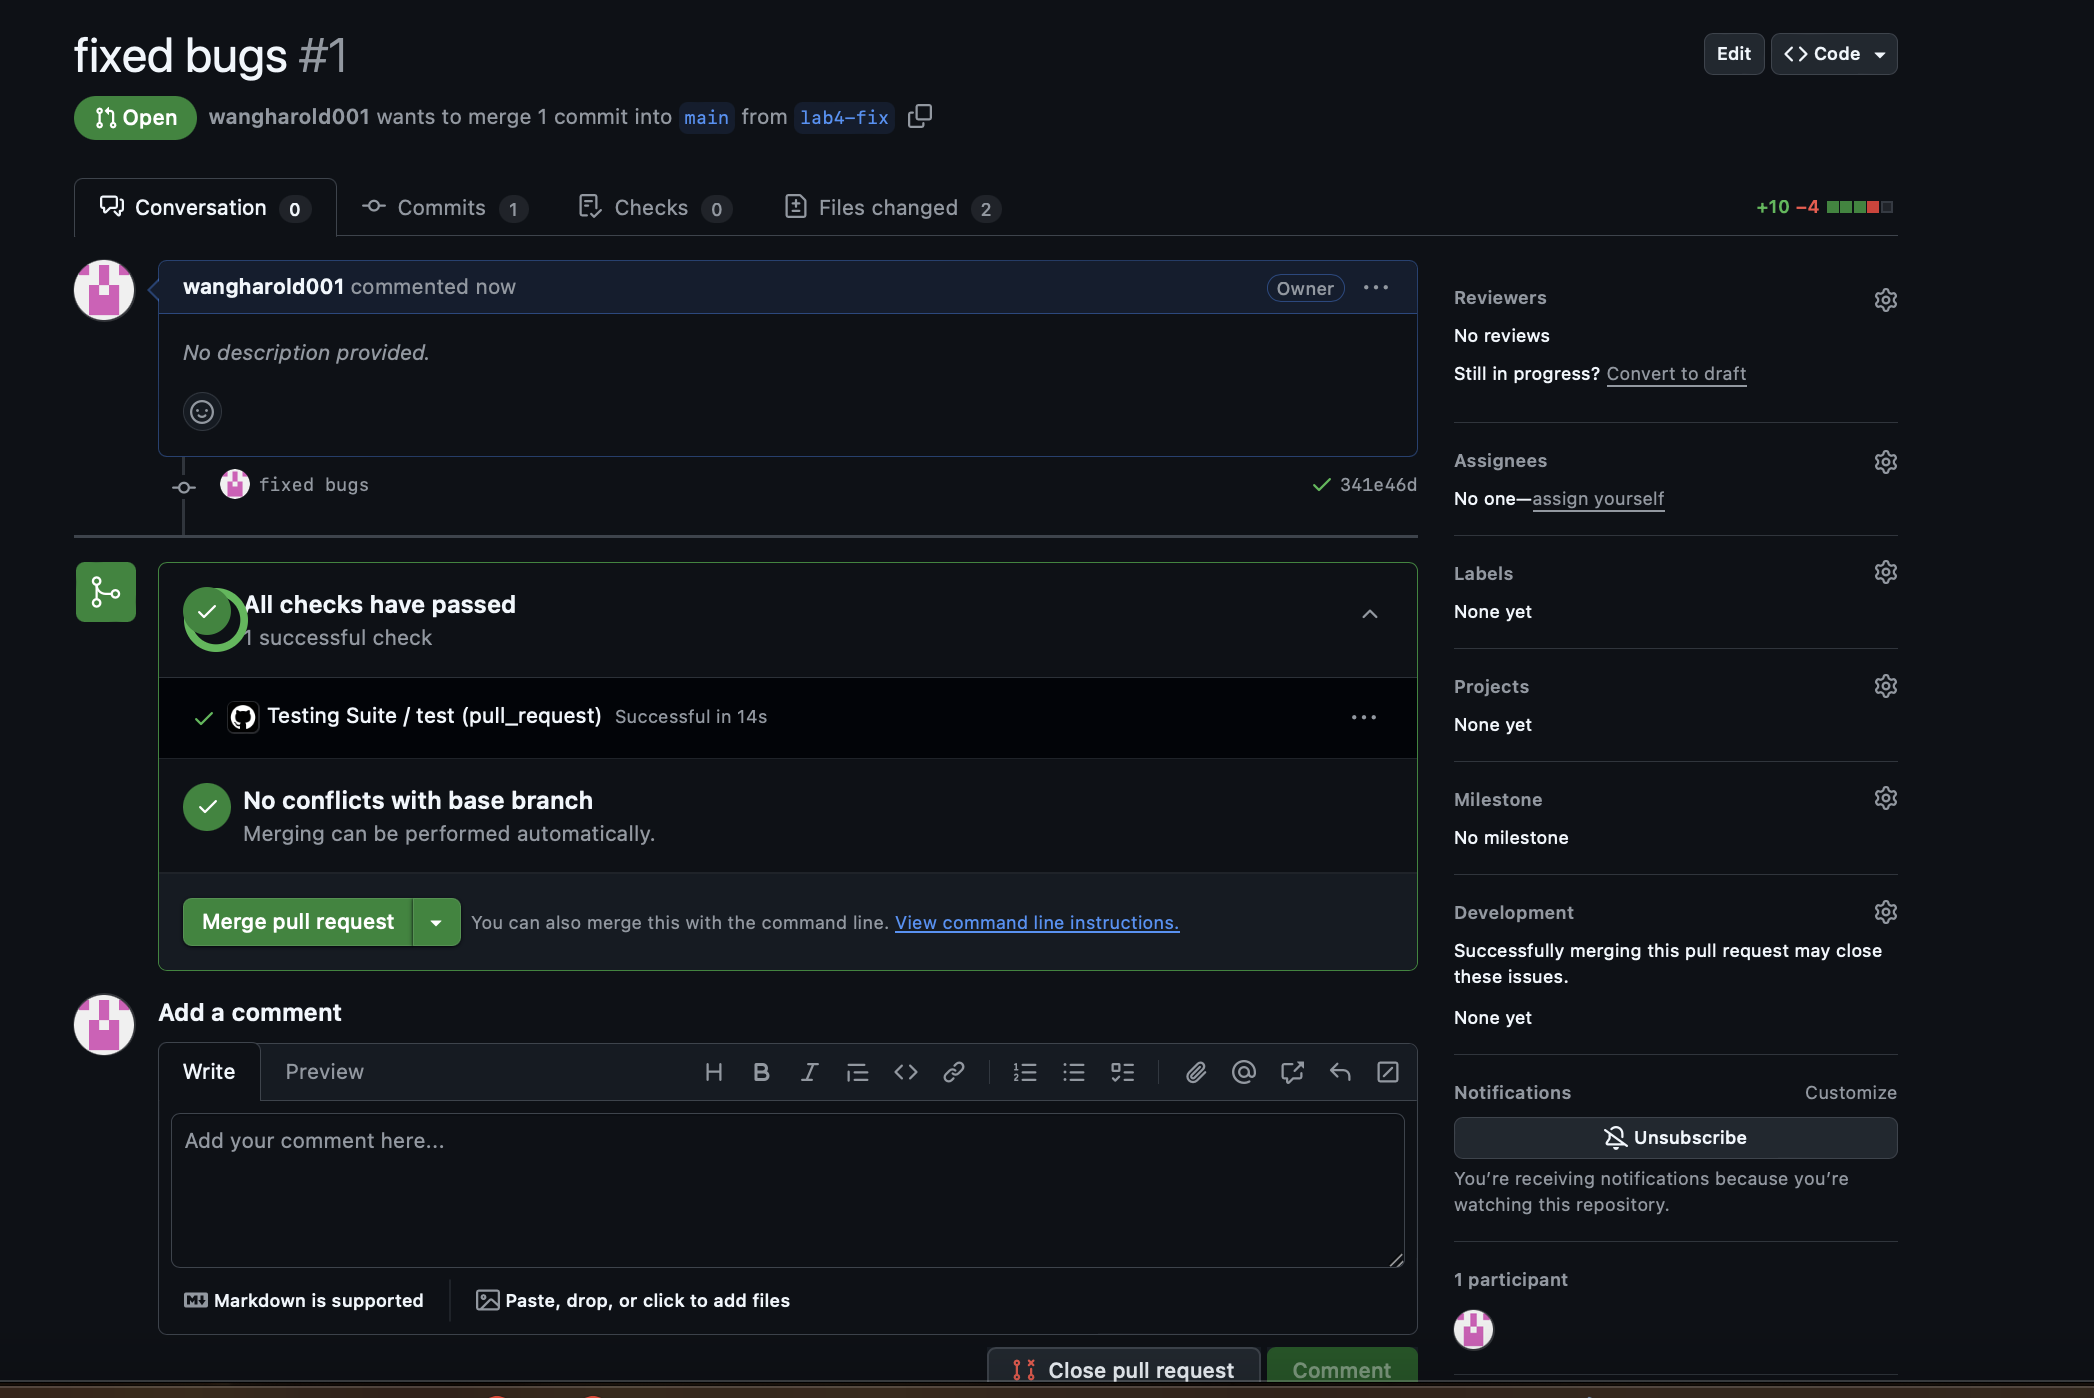 fixed bugs #1
Edit
Code
Open
wangharold001 wants to merge 1 commit into main from lab4-fix
Conversation 0
Commits 1
Checks 0
Files changed 2
+10 −4
wangharold001 commented now
Owner
No description provided.
fixed bugs
341e46d
All checks have passed
1 successful check
Testing Suite / test (pull_request) Successful in 14s
No conflicts with base branch
Merging can be performed automatically.
Merge pull request
You can also merge this with the command line. View command line instructions.
Add a comment
Write
Preview
Add your comment here...
Markdown is supported
Paste, drop, or click to add files
Close pull request
Comment
Reviewers
No reviews
Still in progress? Convert to draft
Assignees
No one—assign yourself
Labels
None yet
Projects
None yet
Milestone
No milestone
Development
Successfully merging this pull request may close
these issues.
None yet
Notifications
Customize
Unsubscribe
You're receiving notifications because you're
watching this repository.
1 participant